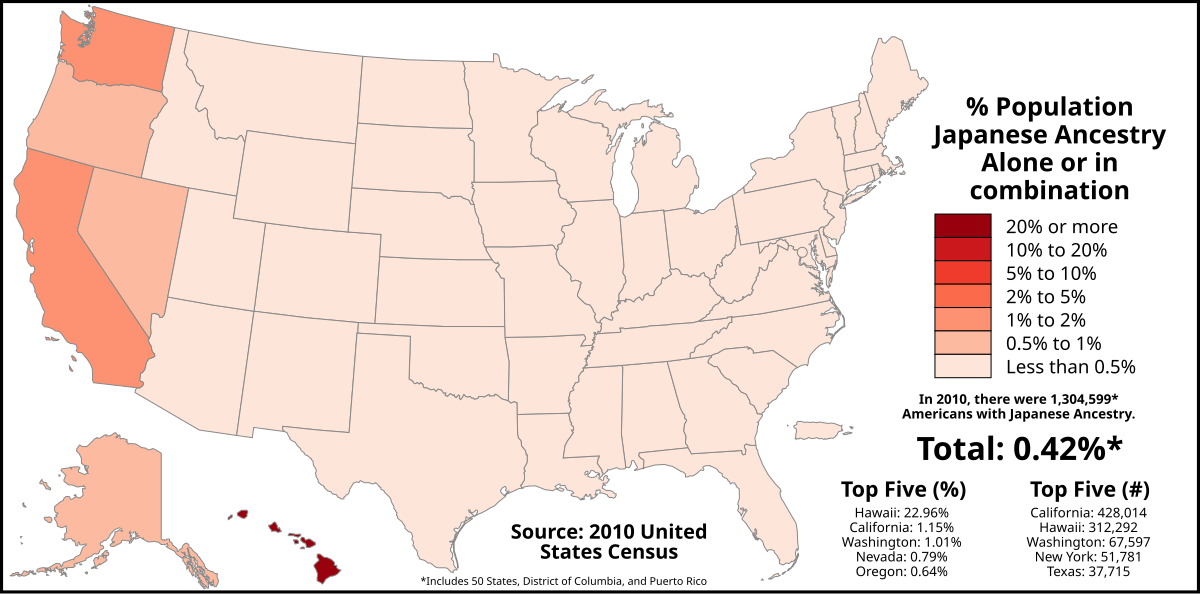 % Population
Japanese Ancestry
Alone or in
combination
20% or more
10% to 20%
5% to 10%
2% to 5%
1% to 2%
0.5% to 1%
Less than 0.5%
In 2010, there were 1,304,599*
Americans with Japanese Ancestry.
Total: 0.42%*
Top Five (%)
Hawaii: 22.96%
California: 1.15%
Washington: 1.01%
Nevada: 0.79%
Oregon: 0.64%
Top Five (#)
California: 428,014
Hawaii: 312,292
Washington: 67,597
New York: 51,781
Texas: 37,715
Source: 2010 United
States Census
*Includes 50 States, District of Columbia, and Puerto Rico